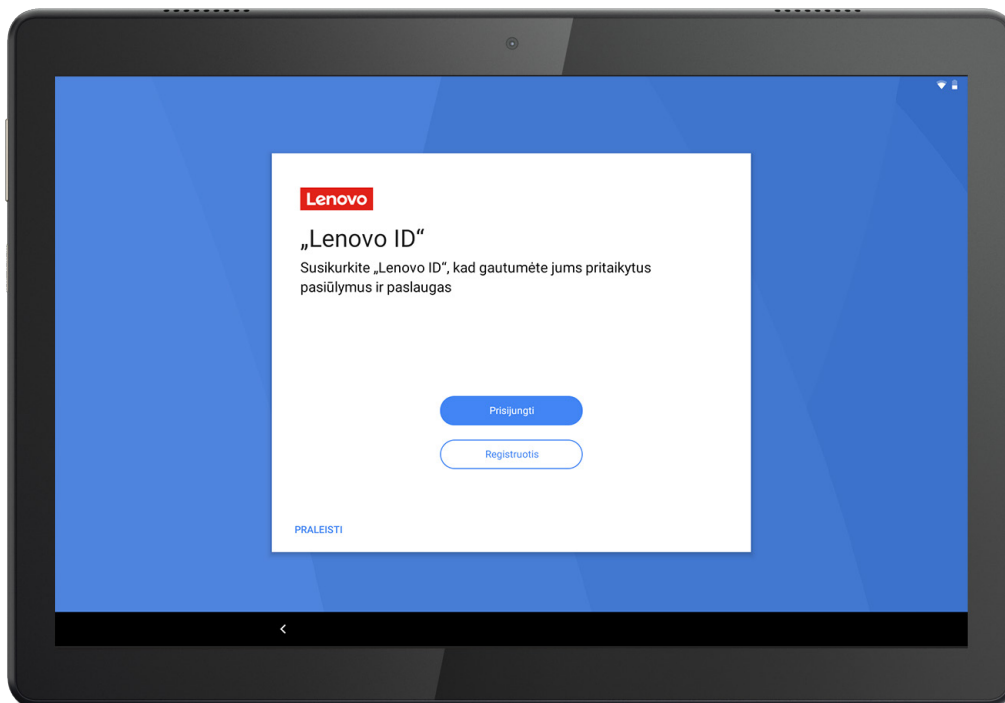 Lenovo
„Lenovo ID“
Susikurkite „Lenovo ID“, kad gautumėte jums pritaikytus
pasiūlymus ir paslaugas
Prisijungti
Registruotis
PRALEISTI